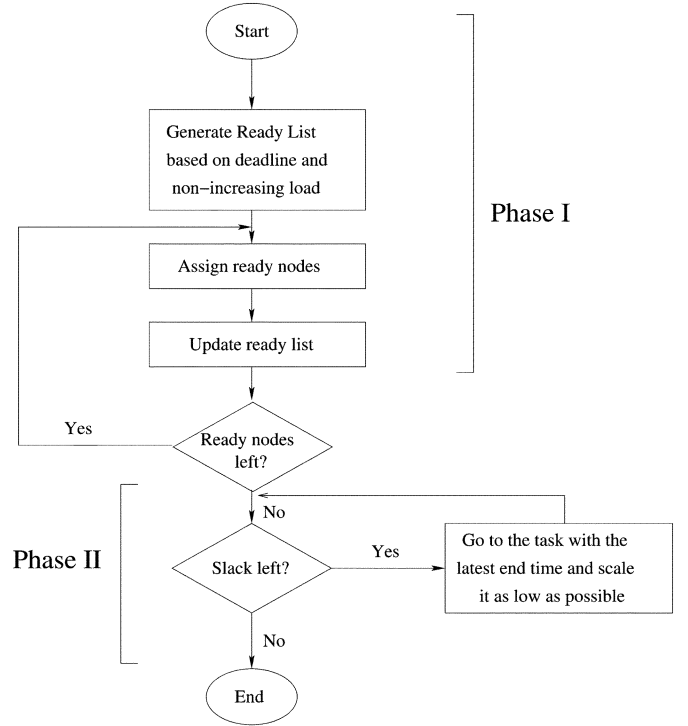 Start
Generate Ready List
based on deadline and
non−increasing load
Phase I
Assign ready nodes
Update ready list
Yes
Ready nodes
left?
No
Phase II
Slack left?
Yes
Go to the task with the
latest end time and scale
it as low as possible
No
End